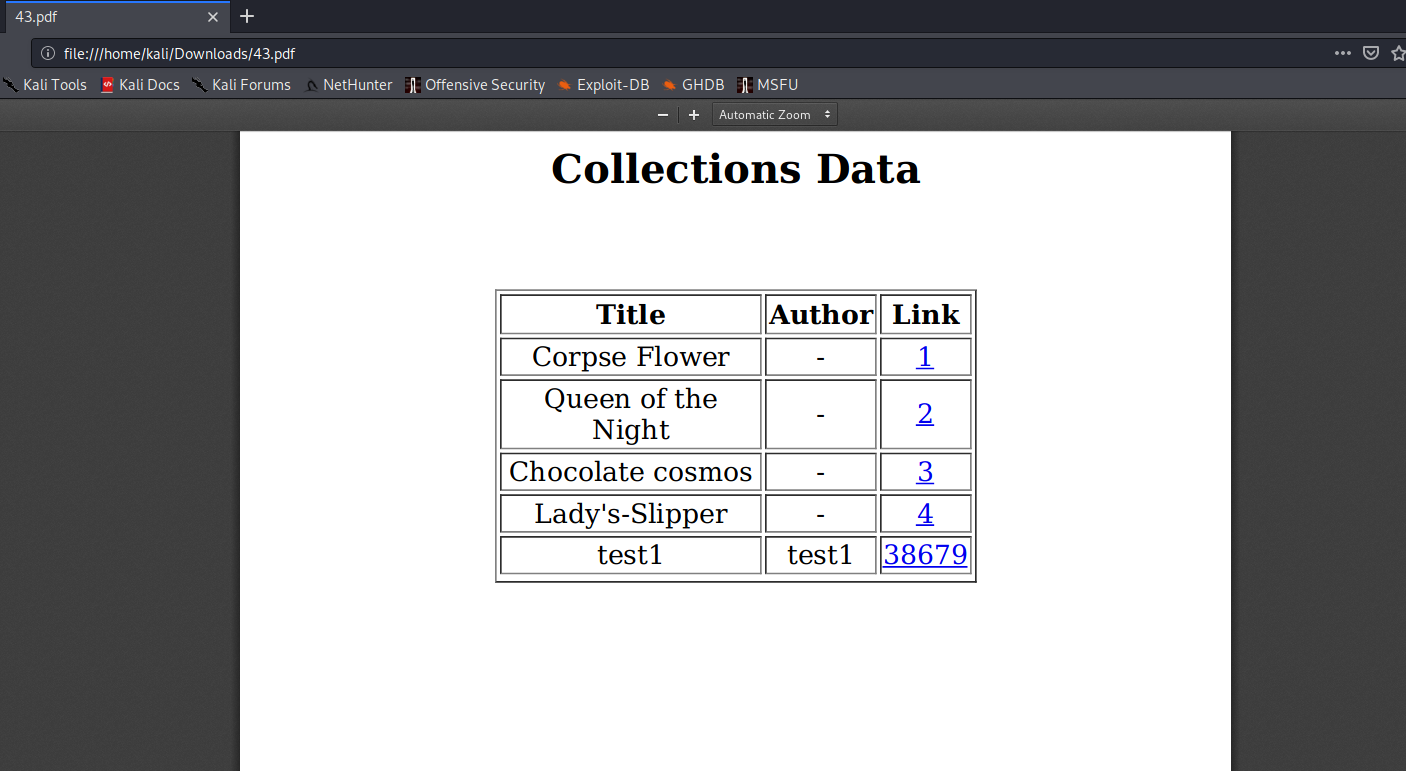 43.pdf
file:///home/kali/Downloads/43.pdf
Kali Tools Kali Docs Kali Forums NetHunter Offensive Security Exploit-DB GHDB MSFU
Automatic Zoom
Collections Data
Title Author Link
Corpse Flower - 1
Queen of the
Night - 2
Chocolate cosmos - 3
Lady's-Slipper - 4
test1 test1 38679